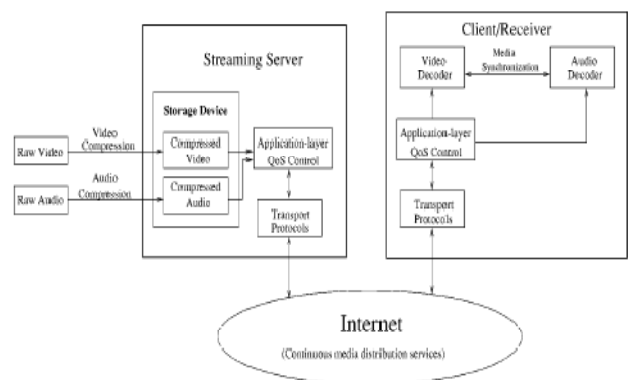 Streaming Server
Storage Device
Raw Video
Video
Compression
Compressed
Video
Application-layer
QoS Control
Raw Audio
Audio
Compression
Compressed
Audio
Transport
Protocols
Client/Receiver
Video
Decoder
Media
Synchronization
Audio
Decoder
Application-layer
QoS Control
Transport
Protocols
Internet
(Continuous media distribution services)